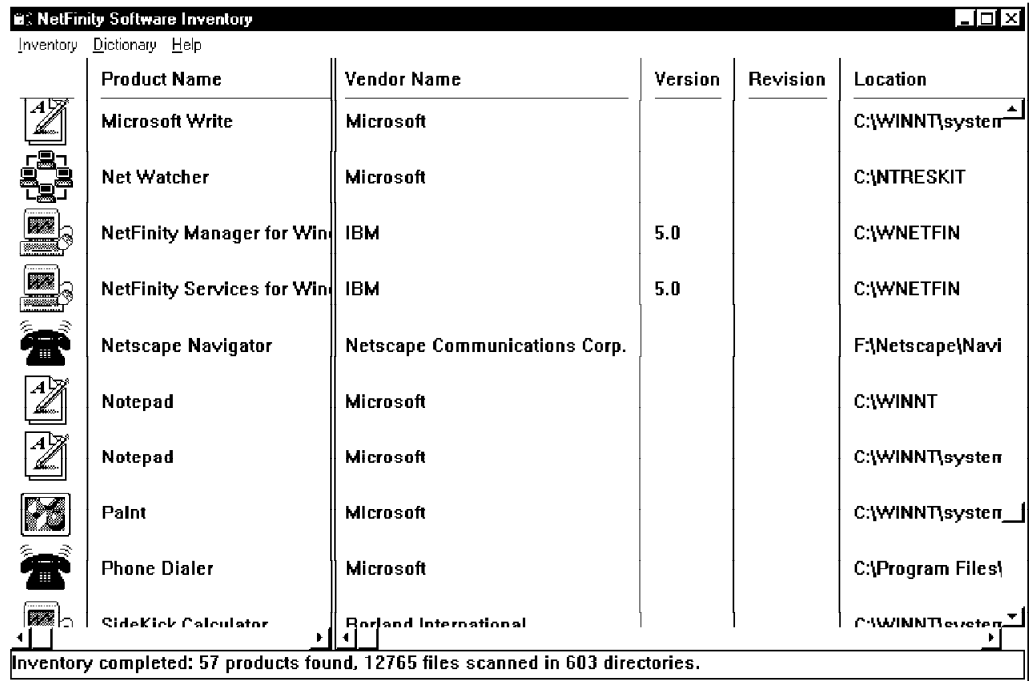 NetFinity Software Inventory
Inventory Dictionary Help
Product Name Vendor Name Version Revision Location
Microsoft Write Microsoft C:\WINNT\system
Net Watcher Microsoft C:\NTRESKIT
NetFinity Manager for Win IBM 5.0 C:\WNETFIN
NetFinity Services for Win IBM 5.0 C:\WNETFIN
Netscape Navigator Netscape Communications Corp. F:\Netscape\Navi
Notepad Microsoft C:\WINNT
Notepad Microsoft C:\WINNT\system
Paint Microsoft C:\WINNT\system
Phone Dialer Microsoft C:\Program Files\
SideKick Calculator Borland International C:\WINNT\system
Inventory completed: 57 products found, 12765 files scanned in 603 directories.